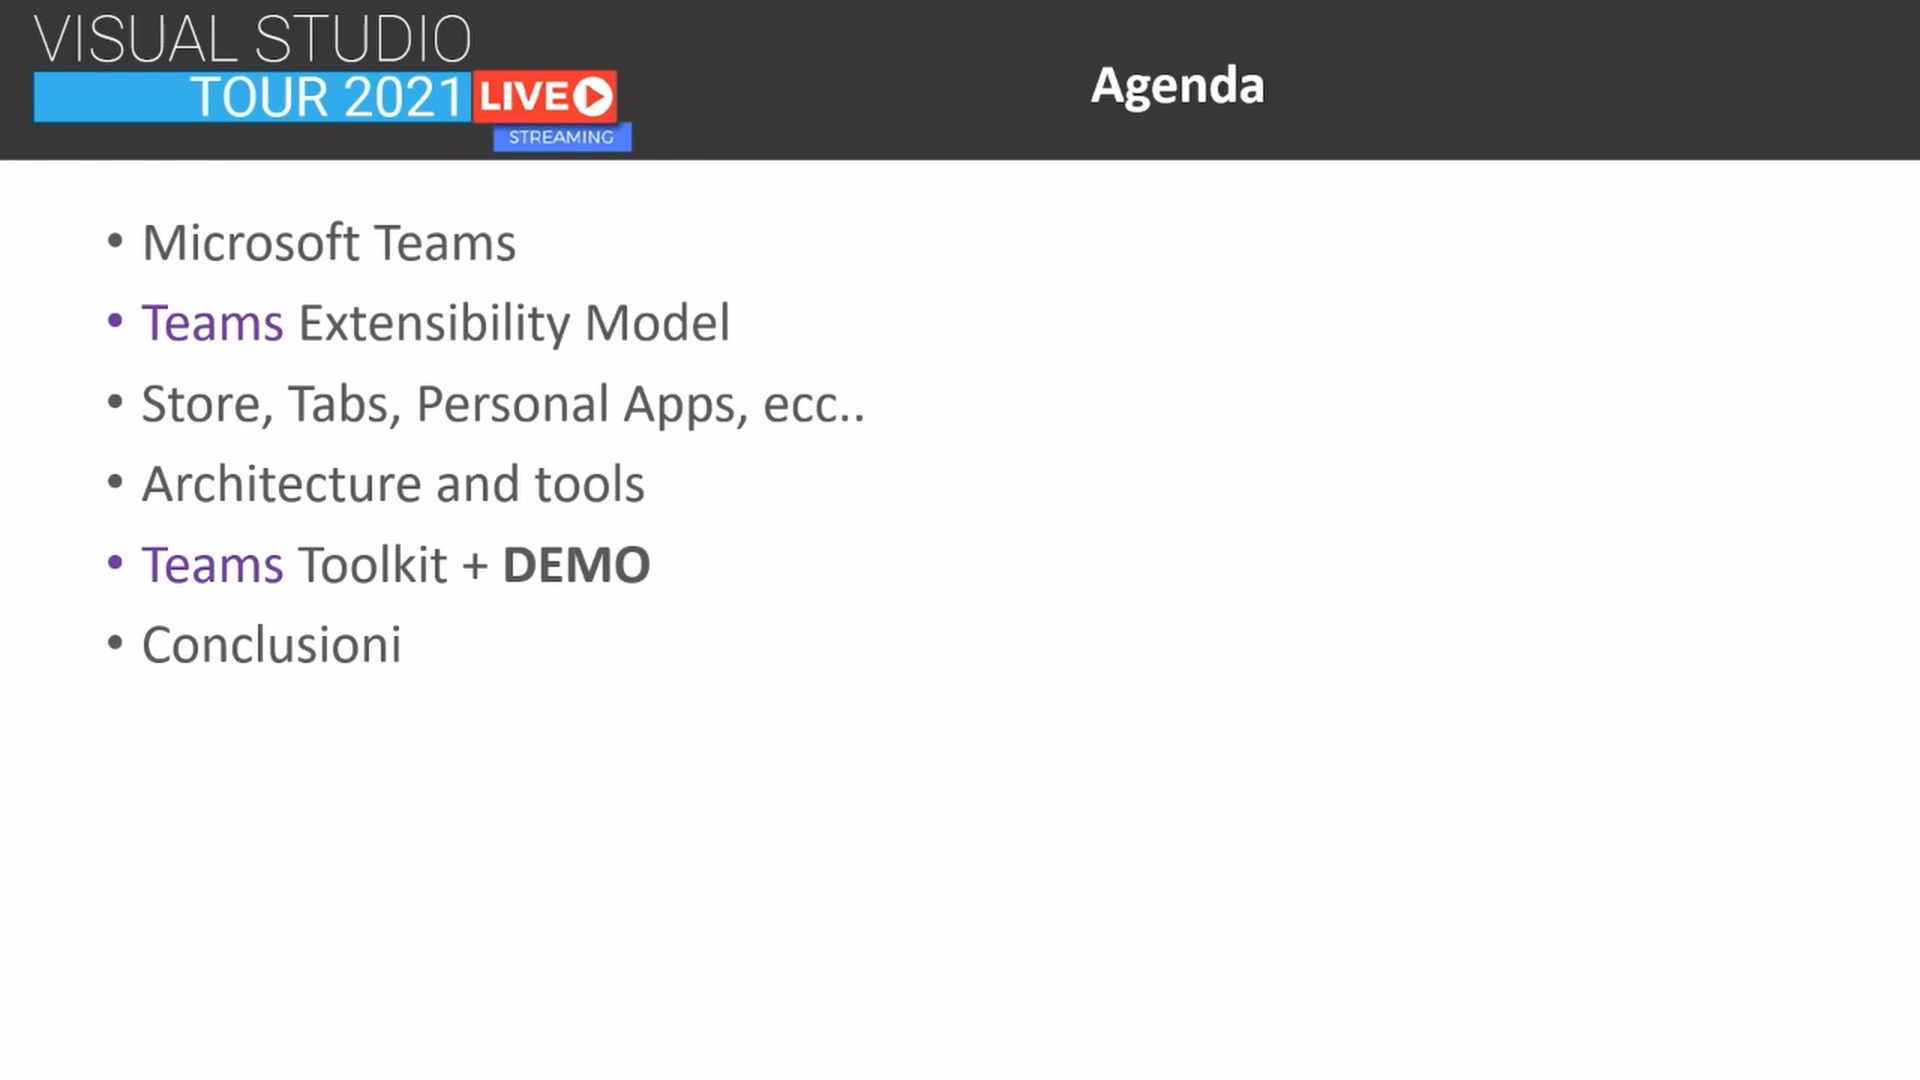 VISUAL STUDIO
TOUR 2021 LIVE
STREAMING
Agenda
• Microsoft Teams
• Teams Extensibility Model
• Store, Tabs, Personal Apps, ecc..
• Architecture and tools
• Teams Toolkit + DEMO
• Conclusioni